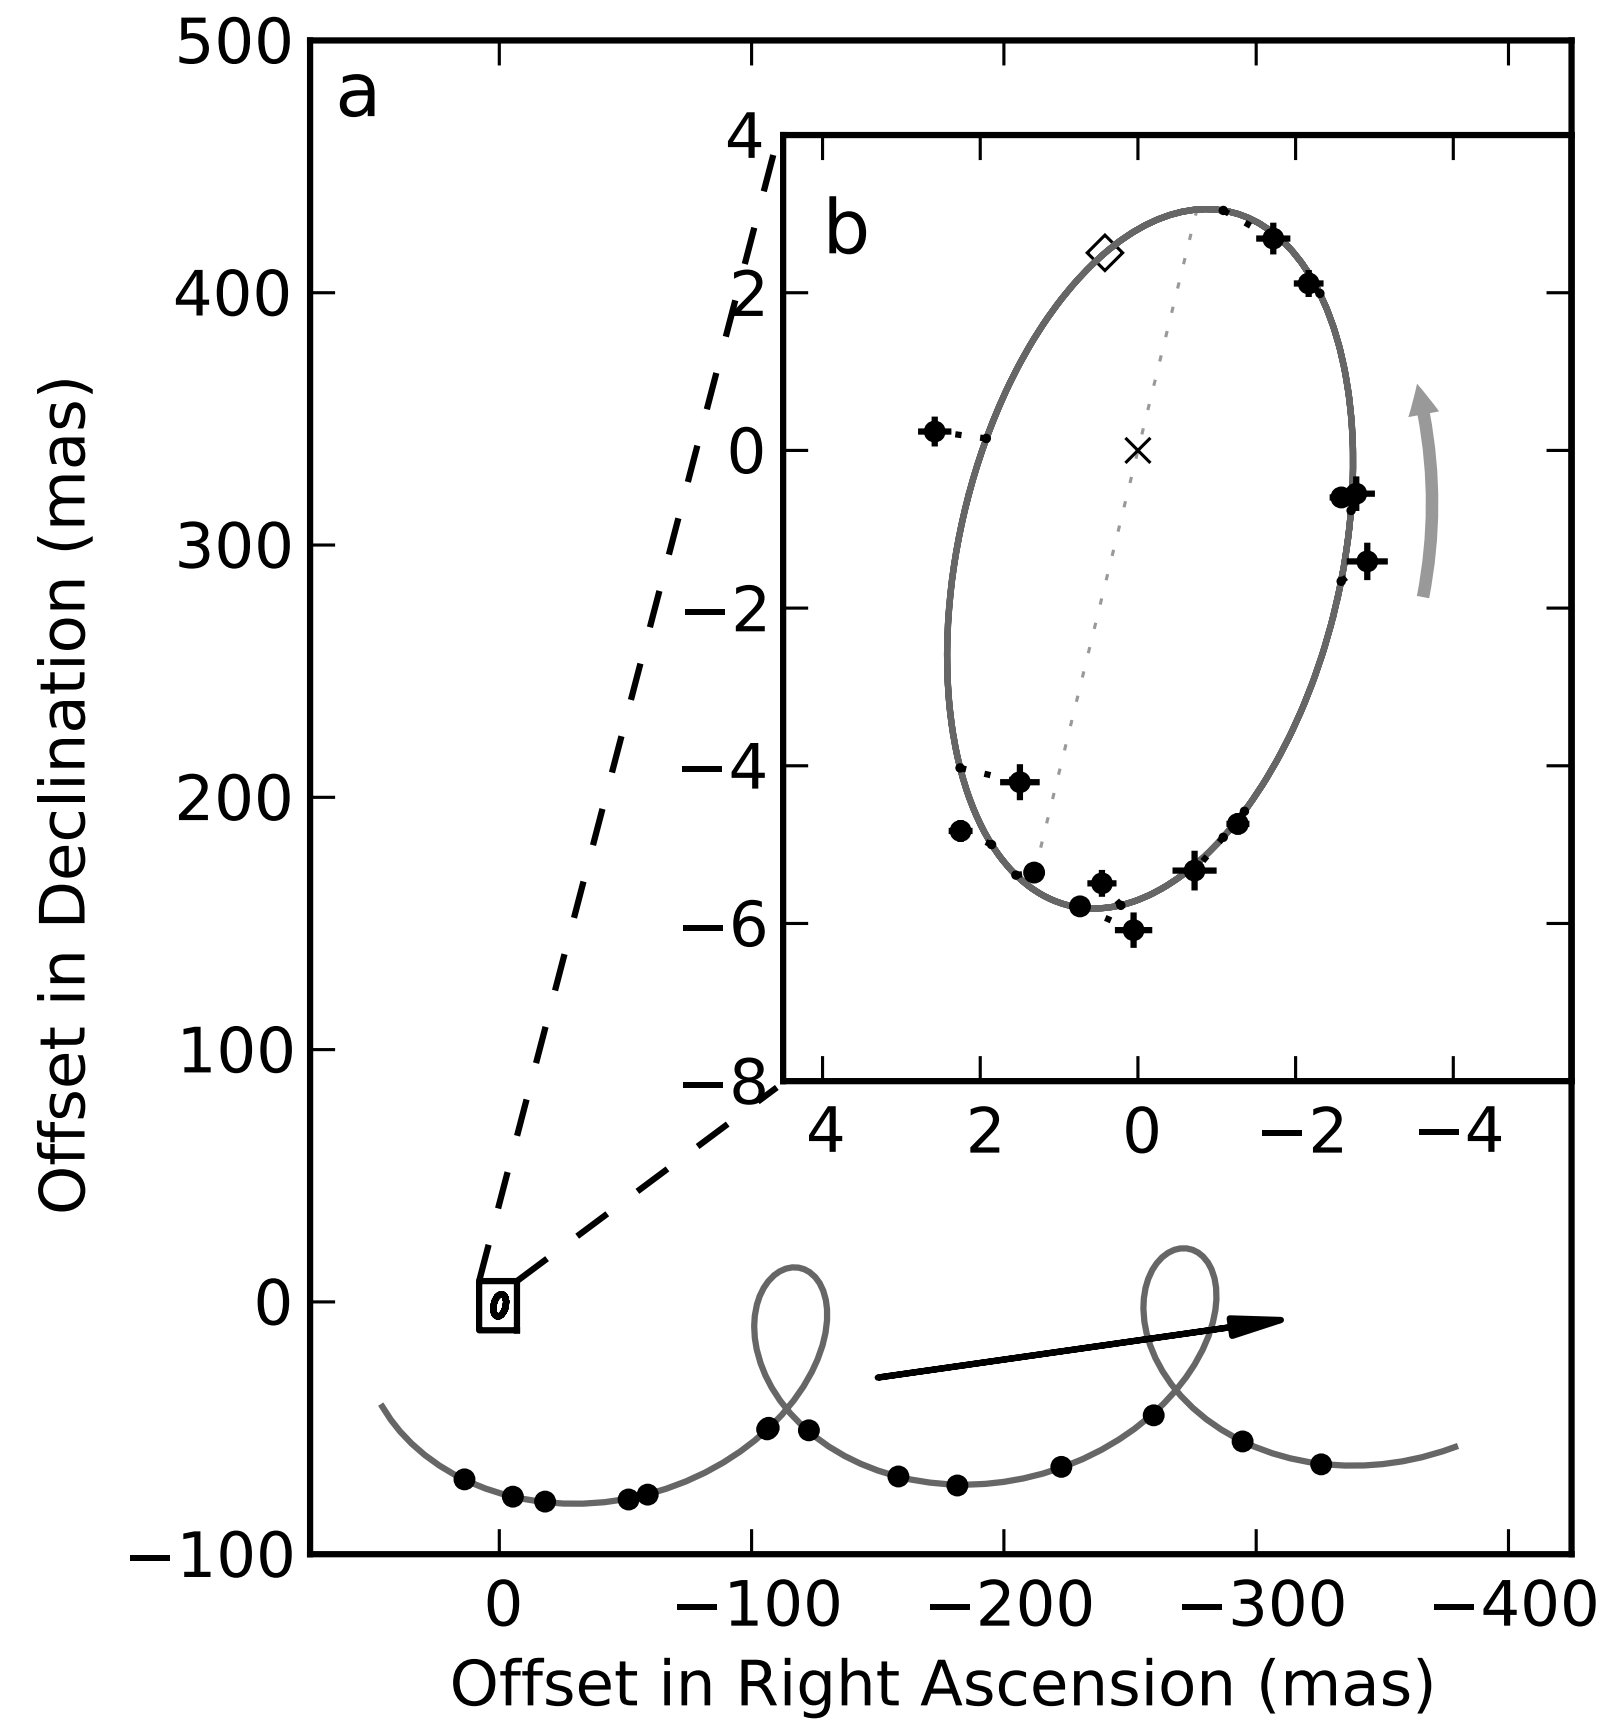 a
500
400
300
200
100
0
−100
Offset in Declination (mas)
b
4
2
0
−2
−4
−6
−8
4 2 0 −2 −4
0 −100 −200 −300 −400
Offset in Right Ascension (mas)